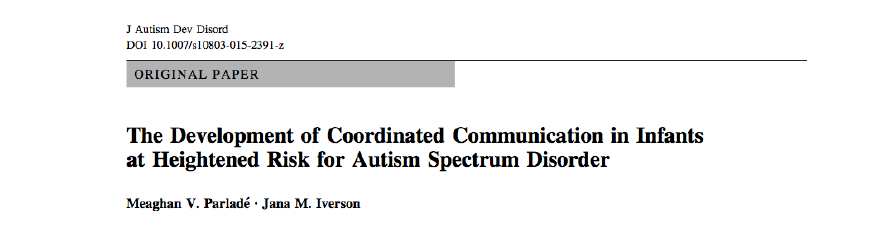 J Autism Dev Disord
DOI 10.1007/s10803-015-2391-z
ORIGINAL PAPER
The Development of Coordinated Communication in Infants
at Heightened Risk for Autism Spectrum Disorder
Meaghan V. Parladé · Jana M. Iverson